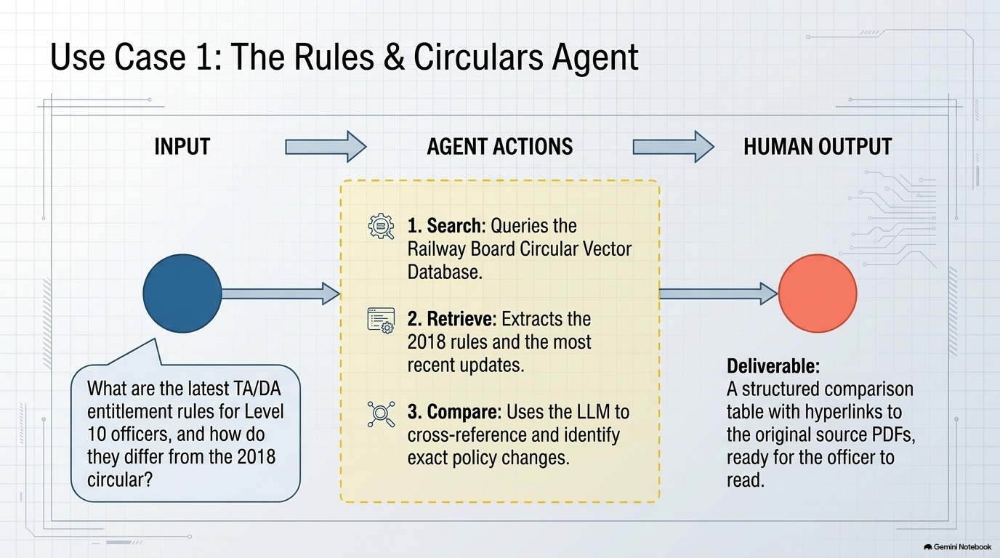 Use Case 1: The Rules & Circulars Agent
INPUT
AGENT ACTIONS
HUMAN OUTPUT
What are the latest TA/DA
entitlement rules for Level
10 officers, and how do
they differ from the 2018
circular?
1. Search: Queries the
Railway Board Circular Vector
Database.
2. Retrieve: Extracts the
2018 rules and the most
recent updates.
3. Compare: Uses the LLM to
cross-reference and identify
exact policy changes.
Deliverable:
A structured comparison
table with hyperlinks to
the original source PDFs,
ready for the officer to
read.
Gemini Notebook